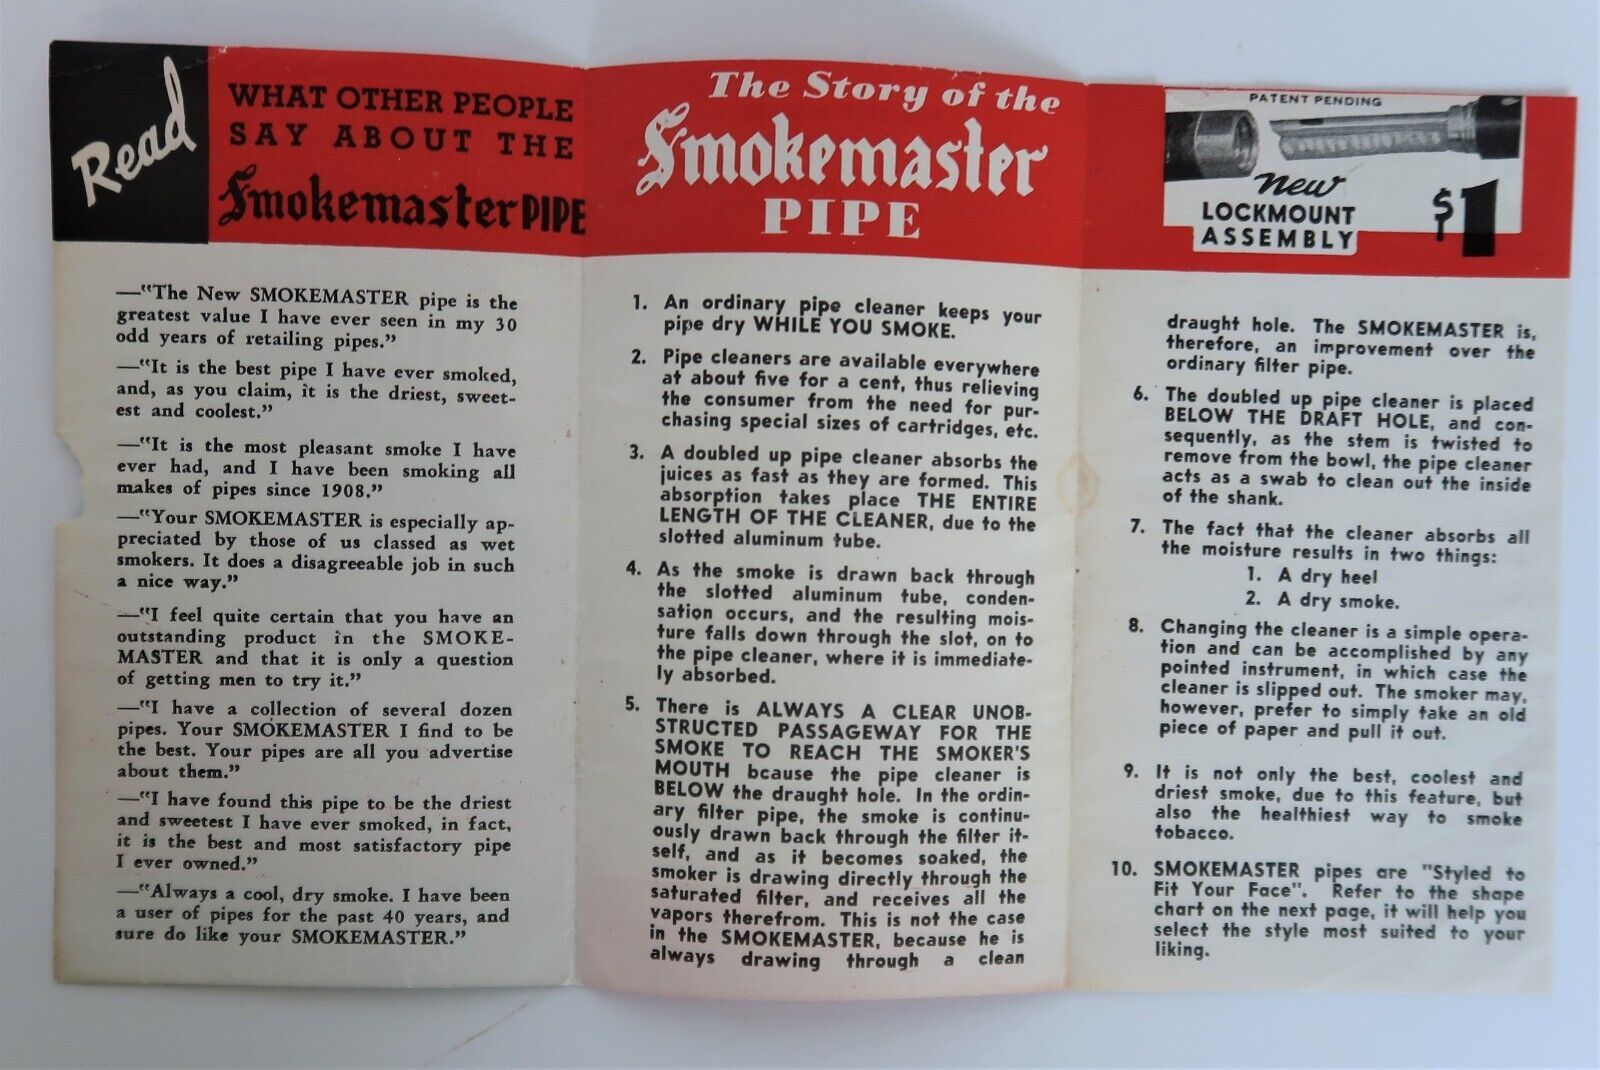 Read
WHAT OTHER PEOPLE
SAY ABOUT THE
Smokemaster PIPE
—"The New SMOKEMASTER pipe is the
greatest value I have ever seen in my 30
odd years of retailing pipes."
—"It is the best pipe I have ever smoked,
and, as you claim, it is the driest, sweet-
est and coolest."
—"It is the most pleasant smoke I have
ever had, and I have been smoking all
makes of pipes since 1908."
—"Your SMOKEMASTER is especially ap-
preciated by those of us classed as wet
smokers. It does a disagreeable job in such
a nice way."
—"I feel quite certain that you have an
outstanding product in the SMOKE-
MASTER and that it is only a question
of getting men to try it."
—"I have a collection of several dozen
pipes. Your SMOKEMASTER I find to be
the best. Your pipes are all you advertise
about them."
—"I have found this pipe to be the driest
and sweetest I have ever smoked, in fact,
it is the best and most satisfactory pipe
I ever owned."
—"Always a cool, dry smoke. I have been
a user of pipes for the past 40 years, and
sure do like your SMOKEMASTER."
The Story of the
Smokemaster
PIPE
1. An ordinary pipe cleaner keeps your
pipe dry WHILE YOU SMOKE.
2. Pipe cleaners are available everywhere
at about five for a cent, thus relieving
the consumer from the need for pur-
chasing special sizes of cartridges, etc.
3. A doubled up pipe cleaner absorbs the
juices as fast as they are formed. This
absorption takes place THE ENTIRE
LENGTH OF THE CLEANER, due to the
slotted aluminum tube.
4. As the smoke is drawn back through
the slotted aluminum tube, conden-
sation occurs, and the resulting mois-
ture falls down through the slot, on to
the pipe cleaner, where it is immediate-
ly absorbed.
5. There is ALWAYS A CLEAR UNOB-
STRUCTED PASSAGEWAY FOR THE
SMOKE TO REACH THE SMOKER'S
MOUTH bcause the pipe cleaner is
BELOW the draught hole. In the ordin-
ary filter pipe, the smoke is continu-
ously drawn back through the filter it-
self, and as it becomes soaked, the
smoker is drawing directly through the
saturated filter, and receives all the
vapors therefrom. This is not the case
in the SMOKEMASTER, because he is
always drawing through a clean
PATENT PENDING
new
LOCKMOUNT
ASSEMBLY
$1
draught hole. The SMOKEMASTER is,
therefore, an improvement over the
ordinary filter pipe.
6. The doubled up pipe cleaner is placed
BELOW THE DRAFT HOLE, and con-
sequently, as the stem is twisted to
remove from the bowl, the pipe cleaner
acts as a swab to clean out the inside
of the shank.
7. The fact that the cleaner absorbs all
the moisture results in two things:
1. A dry heel
2. A dry smoke.
8. Changing the cleaner is a simple opera-
tion and can be accomplished by any
pointed instrument, in which case the
cleaner is slipped out. The smoker may,
however, prefer to simply take an old
piece of paper and pull it out.
9. It is not only the best, coolest and
driest smoke, due to this feature, but
also the healthiest way to smoke
tobacco.
10. SMOKEMASTER pipes are "Styled to
Fit Your Face". Refer to the shape
chart on the next page, it will help you
select the style most suited to your
liking.